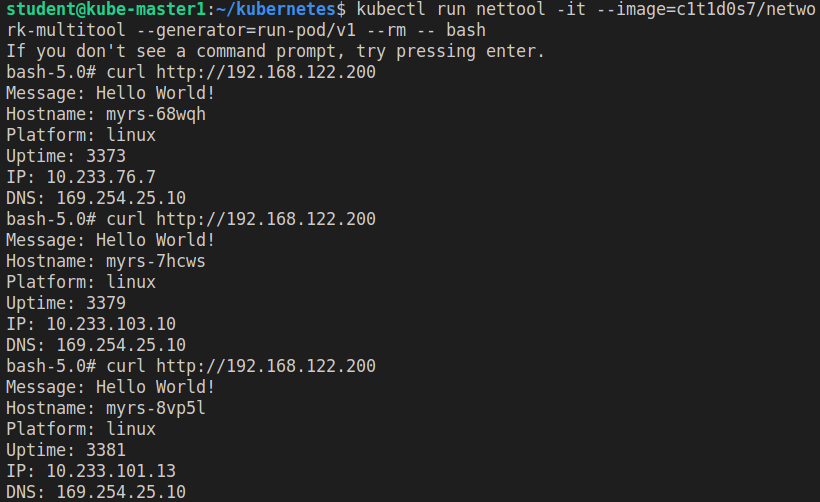 student@kube-master1:~/kubernetes$ kubectl run nettool -it --image=c1t1d0s7/netwo
rk-multitool --generator=run-pod/v1 --rm -- bash
If you don't see a command prompt, try pressing enter.
bash-5.0# curl http://192.168.122.200
Message: Hello World!
Hostname: myrs-68wqh
Platform: linux
Uptime: 3373
IP: 10.233.76.7
DNS: 169.254.25.10
bash-5.0# curl http://192.168.122.200
Message: Hello World!
Hostname: myrs-7hcws
Platform: linux
Uptime: 3379
IP: 10.233.103.10
DNS: 169.254.25.10
bash-5.0# curl http://192.168.122.200
Message: Hello World!
Hostname: myrs-8vp5l
Platform: linux
Uptime: 3381
IP: 10.233.101.13
DNS: 169.254.25.10